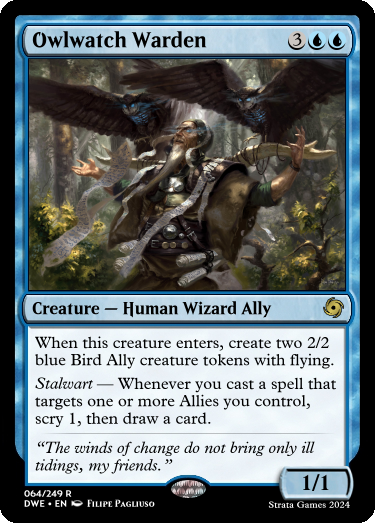 Owlwatch Warden 3
Creature — Human Wizard Ally
When this creature enters, create two 2/2
blue Bird Ally creature tokens with flying.
Stalwart — Whenever you cast a spell that
targets one or more Allies you control,
scry 1, then draw a card.
“The winds of change do not bring only ill
tidings, my friends.”
1/1
064/249 R
DWE • EN Filipe Pagliuso
Strata Games 2024